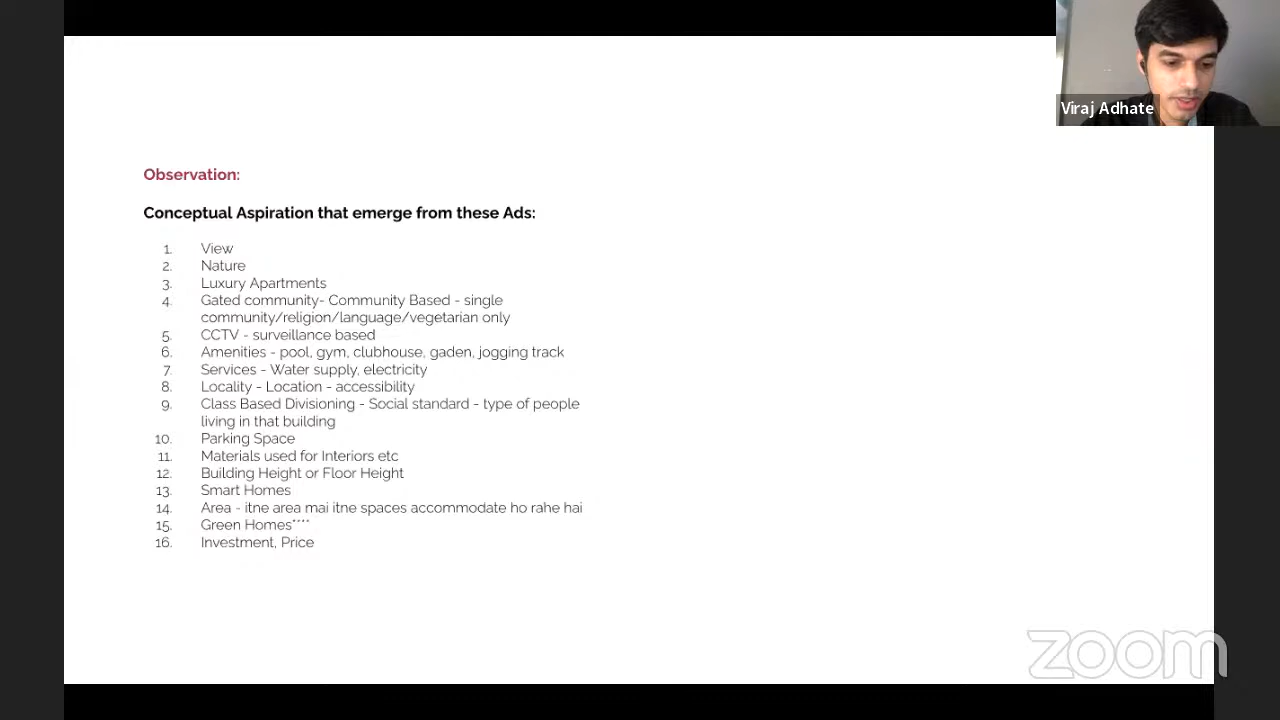 Viraj Adhate
Observation:
Conceptual Aspiration that emerge from these Ads:
1. View
2. Nature
3. Luxury Apartments
4. Gated community- Community Based - single
community/religion/language/vegetarian only
5. CCTV - surveillance based
6. Amenities - pool, gym, clubhouse, gaden, jogging track
7. Services - Water supply, electricity
8. Locality - Location - accessibility
9. Class Based Divisioning - Social standard - type of people
living in that building
10. Parking Space
11. Materials used for Interiors etc
12. Building Height or Floor Height
13. Smart Homes
14. Area - itne area mai itne spaces accommodate ho rahe hai
15. Green Homes****
16. Investment, Price
zoom